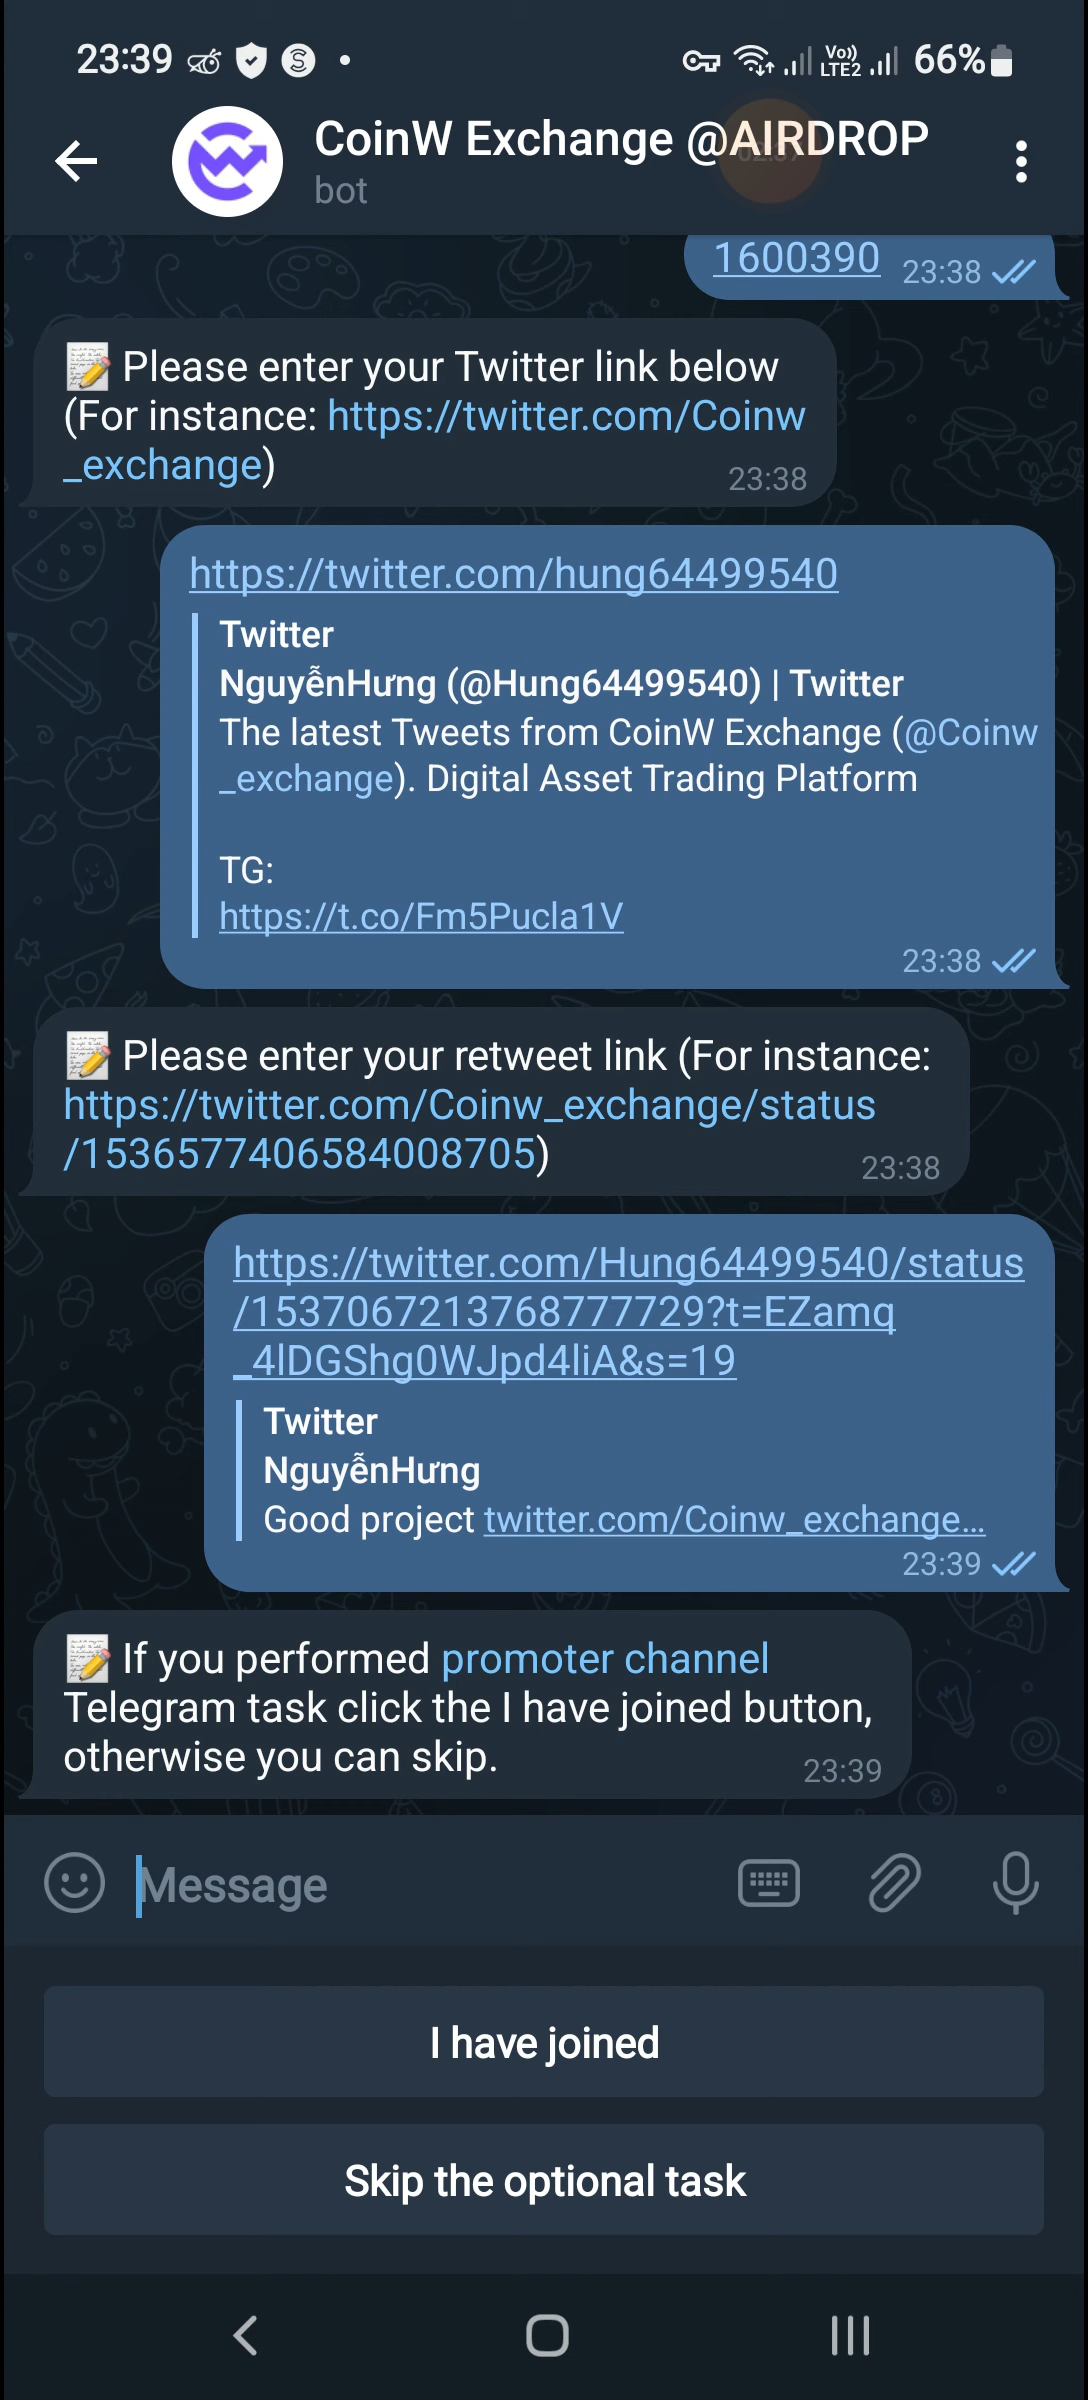 23:39
Vo))
LTE2
66%
CoinW Exchange @AIRDROP
02:37
bot
1600390 23:38
Please enter your Twitter link below
(For instance: https://twitter.com/Coinw
_exchange)
23:38
https://twitter.com/hung64499540
Twitter
NguyễnHưng (@Hung64499540) | Twitter
The latest Tweets from CoinW Exchange (@Coinw
_exchange). Digital Asset Trading Platform
TG:
https://t.co/Fm5Pucla1V
23:38
Please enter your retweet link (For instance:
https://twitter.com/Coinw_exchange/status
/1536577406584008705)
23:38
https://twitter.com/Hung64499540/status
/1537067213768777729?t=EZamq
_4lDGShg0WJpd4liA&s=19
Twitter
NguyễnHưng
Good project twitter.com/Coinw_exchange...
23:39
If you performed promoter channel
Telegram task click the I have joined button,
otherwise you can skip.
23:39
Message
I have joined
Skip the optional task